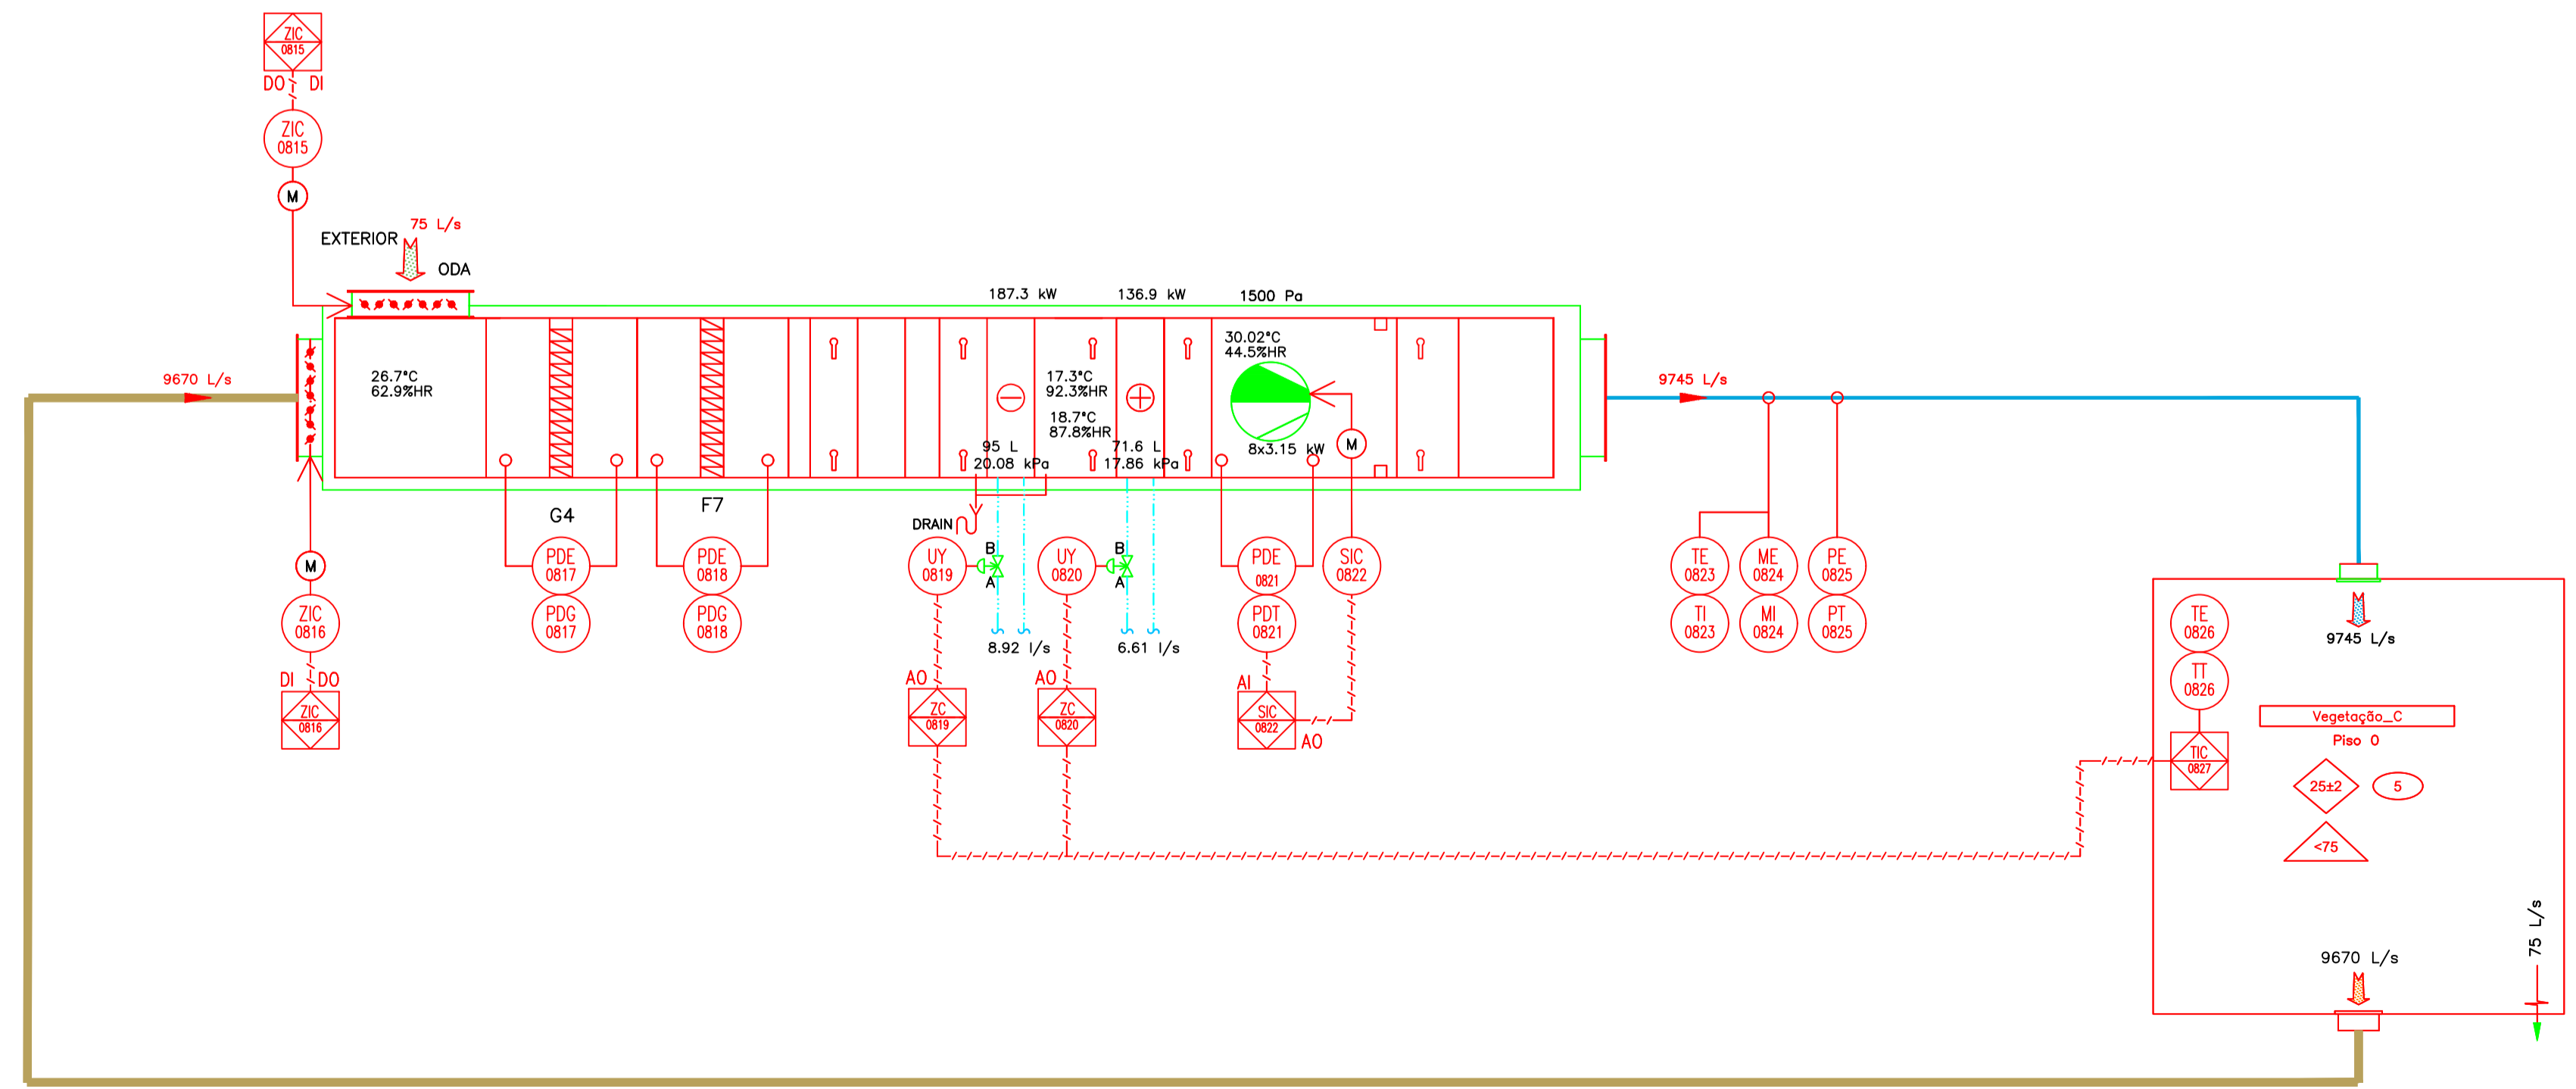 ZIC
0815
DO DI
ZIC
0815
M
75 L/s
EXTERIOR
ODA
187.3 kW
136.9 kW
1500 Pa
9670 L/s
26.7°C
62.9%HR
17.3°C
92.3%HR
18.7°C
87.8%HR
30.02°C
44.5%HR
8x3.15 kW
M
95 L
20.08 kPa
71.6 L
17.86 kPa
9745 L/s
G4
F7
DRAIN
M
ZIC
0816
DI DO
ZIC
0816
PDE
0817
PDG
0817
PDE
0818
PDG
0818
UY
0819
B
A
UY
0820
B
A
8.92 l/s
6.61 l/s
PDE
0821
PDT
0821
SIC
0822
AO
ZC
0819
AO
ZC
0820
AI
SIC
0822
AO
TE
0823
TI
0823
ME
0824
MI
0824
PE
0825
PT
0825
TE
0826
TT
0826
TIC
0827
9745 L/s
Vegetação_C
Piso 0
25±2
5
<75
9670 L/s
75 L/s